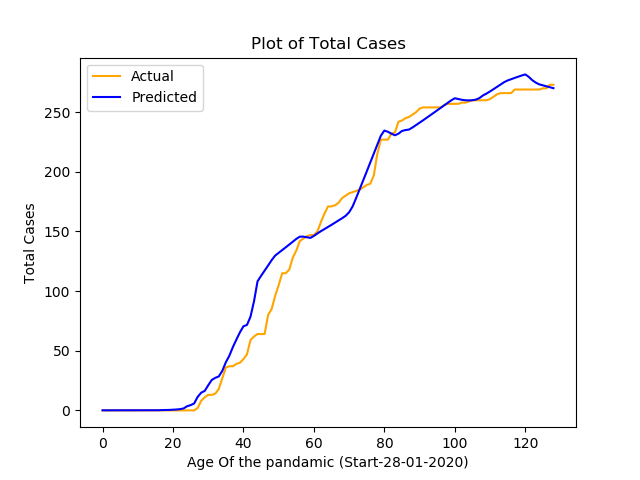 Plot of Total Cases
Actual
Predicted
250
200
150
100
50
0
Total Cases
0 20 40 60 80 100 120
Age Of the pandamic (Start-28-01-2020)